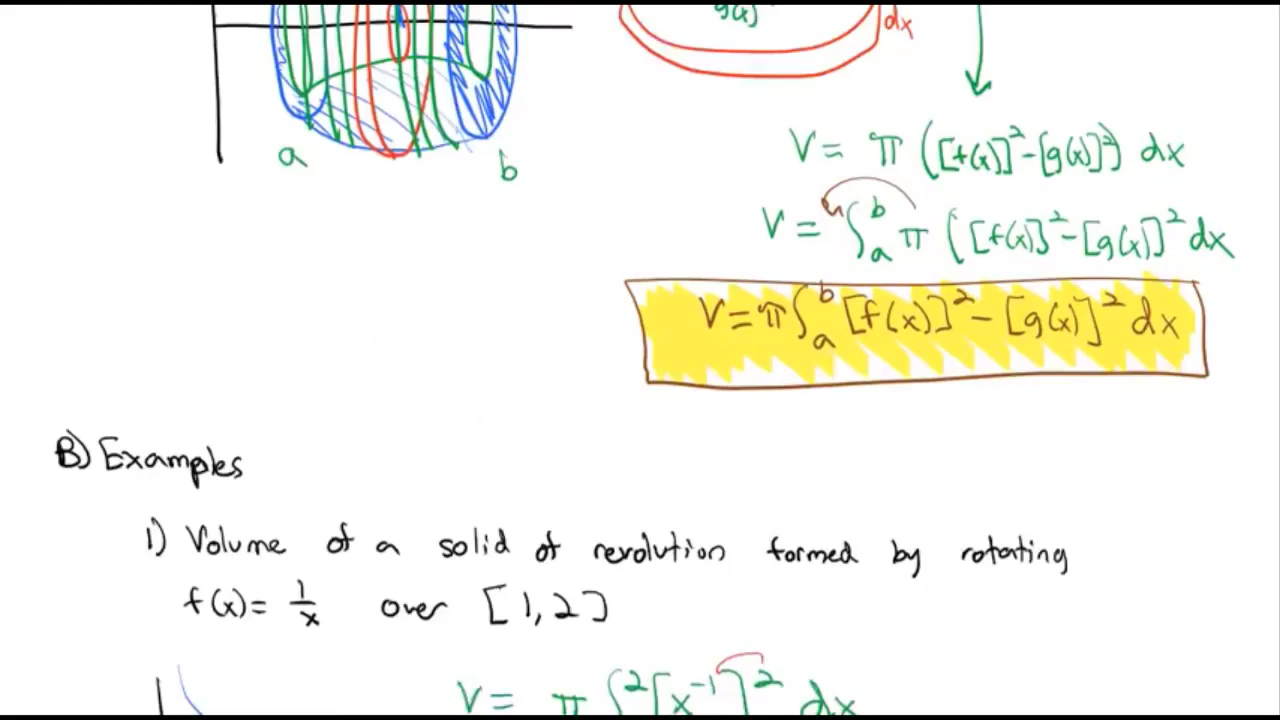 g(x)
dx
a
b
V = π ([f(x)]² - [g(x)]²) dx
V = ∫ₐᵇ π ([f(x)]² - [g(x)]² dx
V = π ∫ₐᵇ [f(x)]² - [g(x)]² dx
B) Examples
1) Volume of a solid of revolution formed by rotating
f(x) = 1/x over [1, 2]
V = π ∫² [x⁻¹]² dx